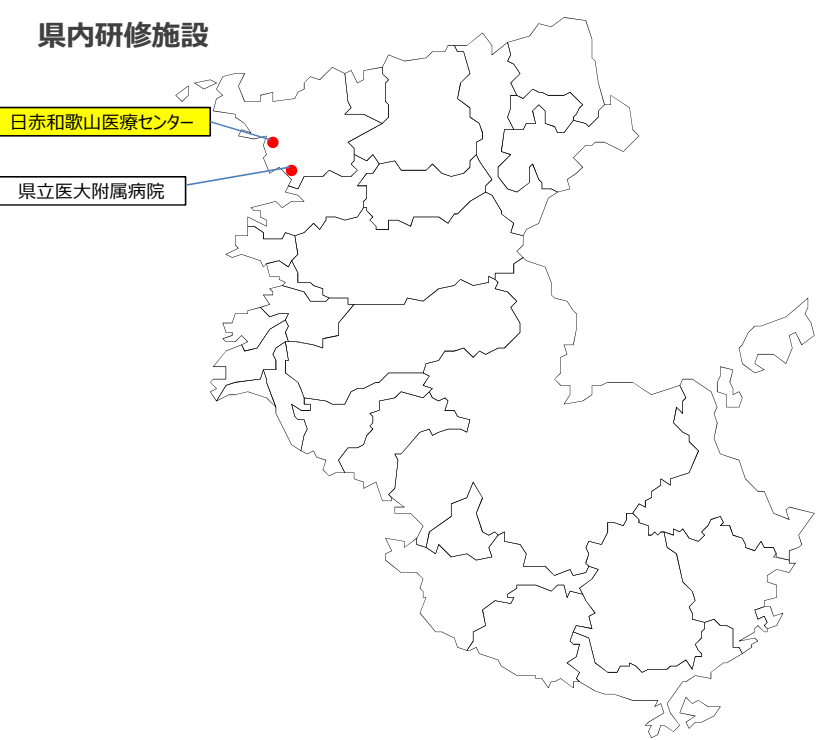 県内研修施設
日赤和歌山医療センター
県立医大附属病院